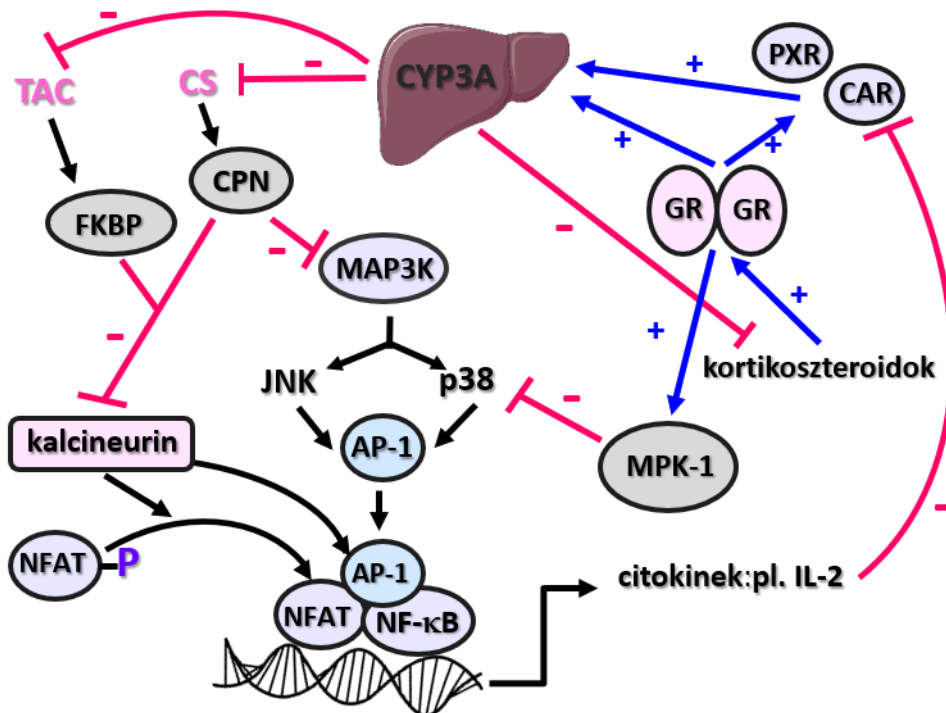 -
PXR
TAC
CS
-
CYP3A
+
CAR
CPN
+
+
FKBP
GR
GR
-
-
MAP3K
+
-
+
JNK
p38
kortikoszteroidok
-
kalcineurin
AP-1
MPK-1
-
NFAT
P
AP-1
citokinek:pl. IL-2
NFAT
NF-κB